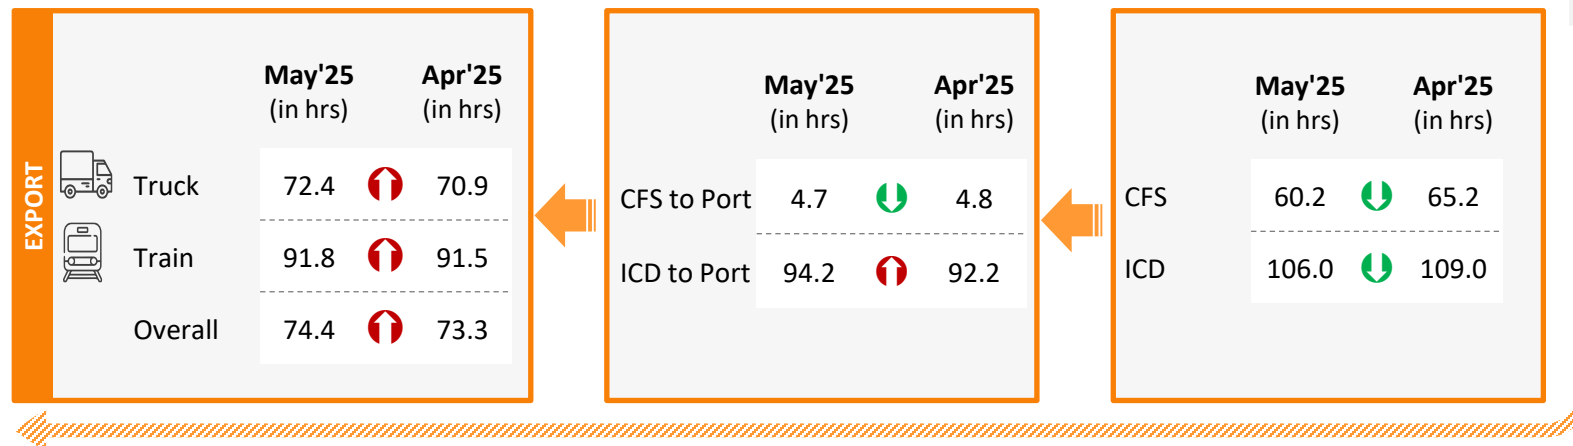 EXPORT
May'25 Apr'25
(in hrs) (in hrs)
Truck 72.4 70.9
Train 91.8 91.5
Overall 74.4 73.3
May'25 Apr'25
(in hrs) (in hrs)
CFS to Port 4.7 4.8
ICD to Port 94.2 92.2
May'25 Apr'25
(in hrs) (in hrs)
CFS 60.2 65.2
ICD 106.0 109.0